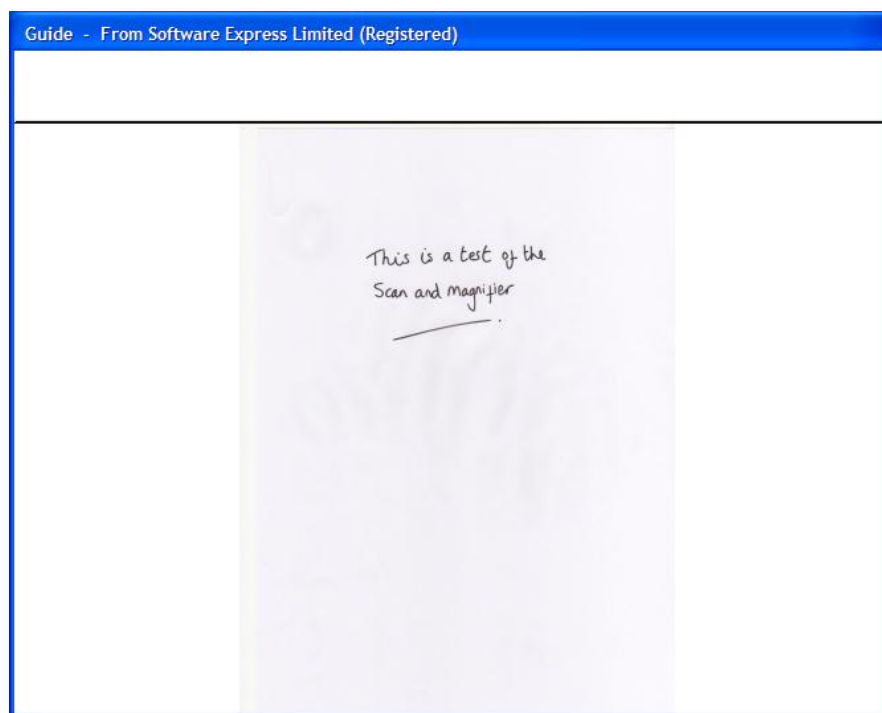 Guide - From Software Express Limited (Registered)
This is a test of the
Scan and magnifier